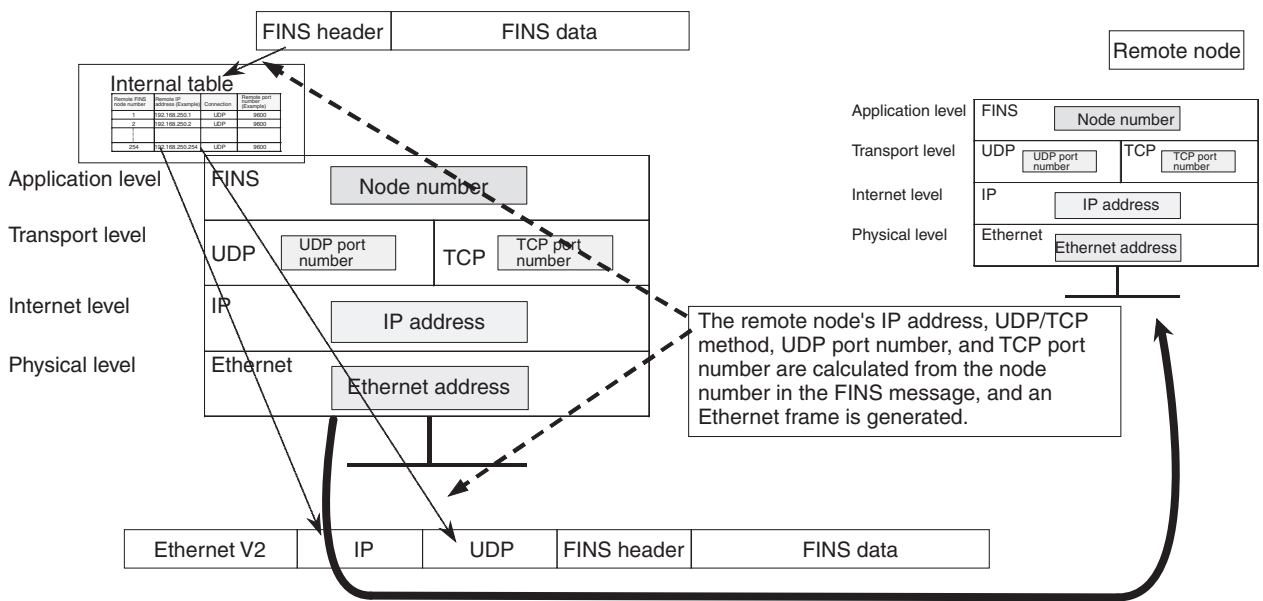 FINS header
FINS data
Remote node
Internal table
Remote FINS node number
Remote IP address (Example)
Connection
Remote port number (Example)
1 192.168.250.1 UDP 9600
2 192.168.250.2 UDP 9600
254 192.168.250.254 UDP 9600
Application level
FINS
Node number
Transport level
UDP
UDP port number
TCP
TCP port number
Internet level
IP
IP address
Physical level
Ethernet
Ethernet address
Application level
FINS
Node number
Transport level
UDP
UDP port number
TCP
TCP port number
Internet level
IP
IP address
Physical level
Ethernet
Ethernet address
The remote node's IP address, UDP/TCP
method, UDP port number, and TCP port
number are calculated from the node
number in the FINS message, and an
Ethernet frame is generated.
Ethernet V2
IP
UDP
FINS header
FINS data